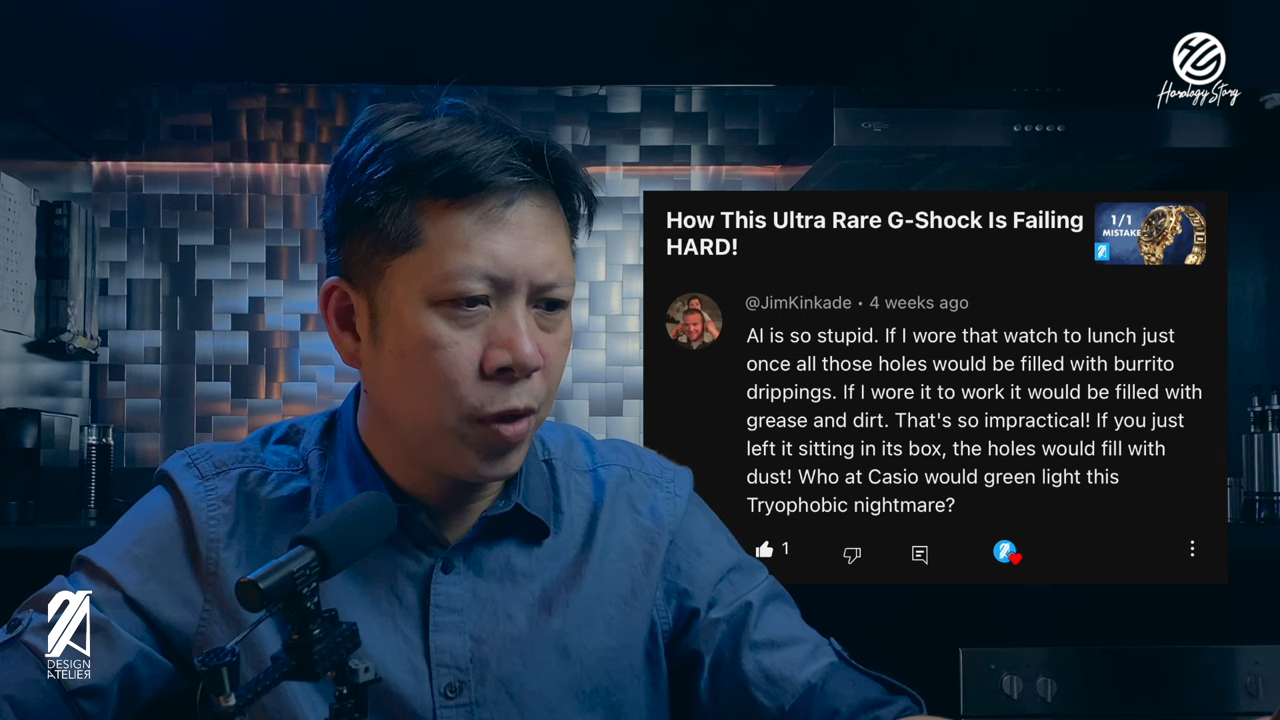 Horology Story
How This Ultra Rare G-Shock Is Failing
HARD!
1/1
MISTAKE
@JimKinkade • 4 weeks ago
AI is so stupid. If I wore that watch to lunch just
once all those holes would be filled with burrito
drippings. If I wore it to work it would be filled with
grease and dirt. That's so impractical! If you just
left it sitting in its box, the holes would fill with
dust! Who at Casio would green light this
Tryophobic nightmare?
1
DESIGN
ATELIER